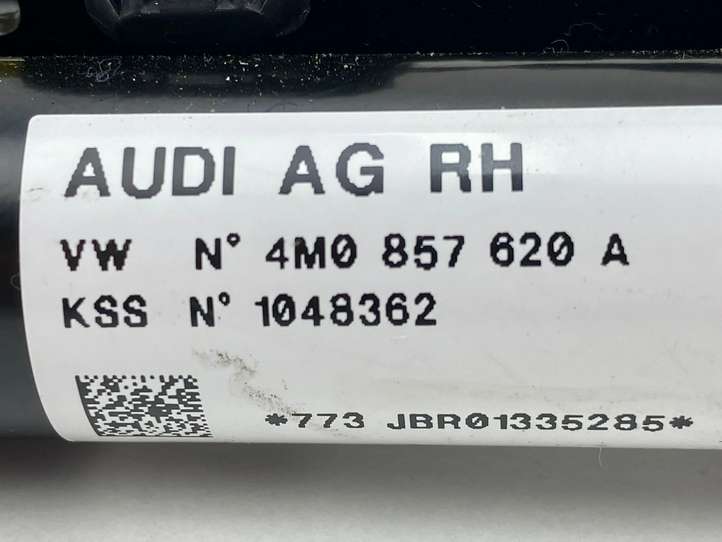 AUDI AG RH
VW N° 4M0 857 620 A
KSS N° 1048362
*773 JBR01335285*